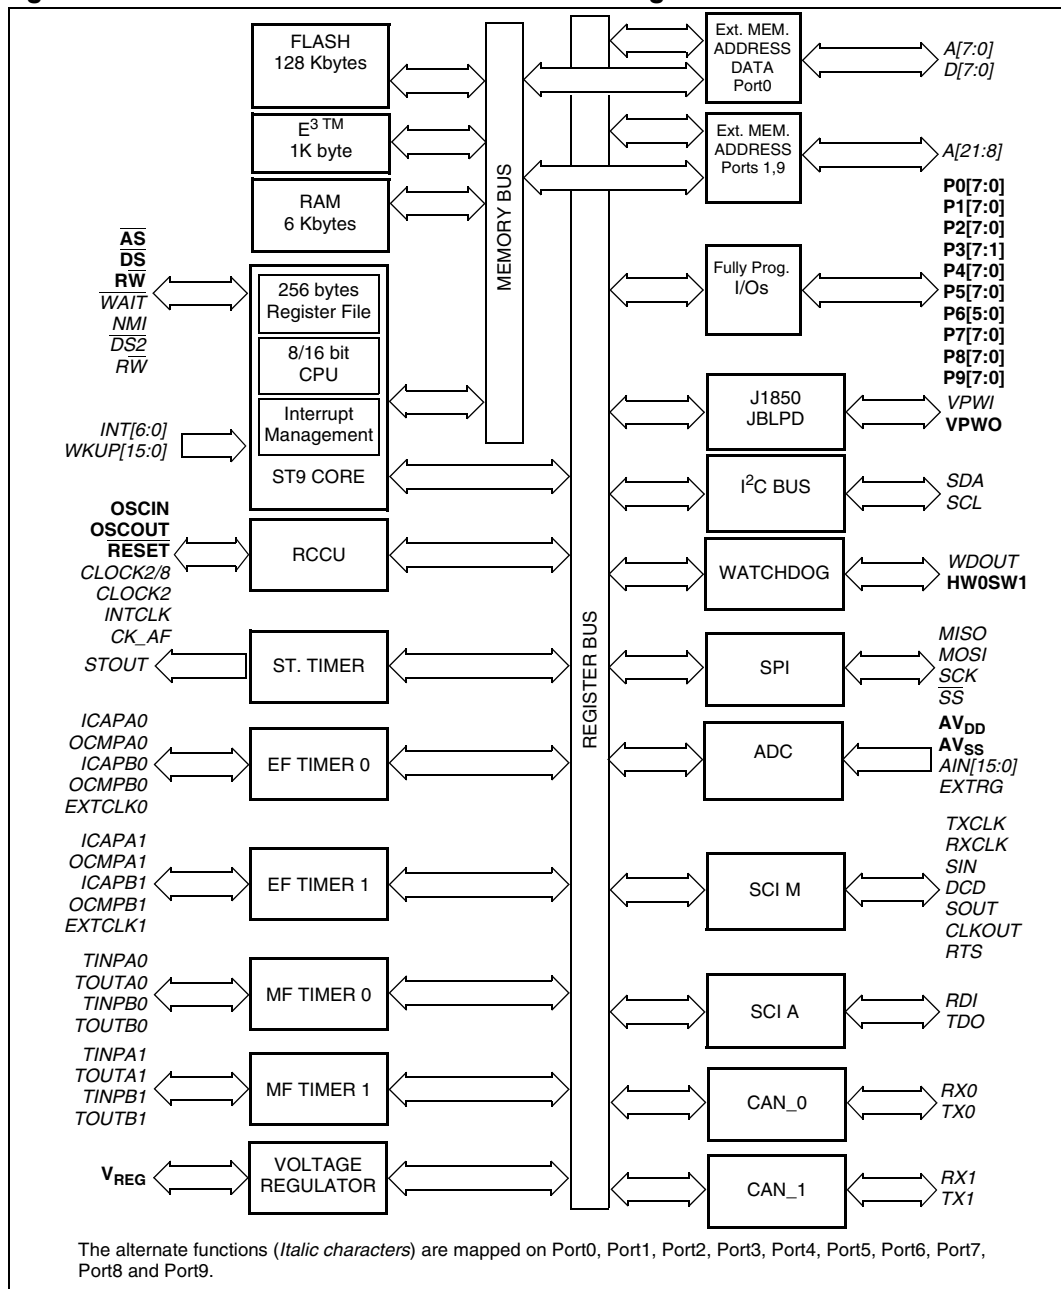 FLASH
128 Kbytes
E3 TM
1K byte
RAM
6 Kbytes
AS
DS
RW
WAIT
NMI
DS2
RW
256 bytes
Register File
8/16 bit
CPU
Interrupt
Management
ST9 CORE
INT[6:0]
WKUP[15:0]
OSCIN
OSCOUT
RESET
CLOCK2/8
CLOCK2
INTCLK
CK_AF
RCCU
STOUT
ST. TIMER
ICAPA0
OCMPA0
ICAPB0
OCMPB0
EXTCLK0
EF TIMER 0
ICAPA1
OCMPA1
ICAPB1
OCMPB1
EXTCLK1
EF TIMER 1
TINPA0
TOUTA0
TINPB0
TOUTB0
MF TIMER 0
TINPA1
TOUTA1
TINPB1
TOUTB1
MF TIMER 1
VREG
VOLTAGE
REGULATOR
MEMORY BUS
REGISTER BUS
Ext. MEM.
ADDRESS
DATA
Port0
A[7:0]
D[7:0]
Ext. MEM.
ADDRESS
Ports 1,9
A[21:8]
Fully Prog.
I/Os
P0[7:0]
P1[7:0]
P2[7:0]
P3[7:1]
P4[7:0]
P5[7:0]
P6[5:0]
P7[7:0]
P8[7:0]
P9[7:0]
J1850
JBLPD
VPWI
VPWO
I2C BUS
SDA
SCL
WATCHDOG
WDOUT
HW0SW1
SPI
MISO
MOSI
SCK
SS
ADC
AVDD
AVSS
AIN[15:0]
EXTRG
SCI M
TXCLK
RXCLK
SIN
DCD
SOUT
CLKOUT
RTS
SCI A
RDI
TDO
CAN_0
RX0
TX0
CAN_1
RX1
TX1
The alternate functions (Italic characters) are mapped on Port0, Port1, Port2, Port3, Port4, Port5, Port6, Port7,
Port8 and Port9.